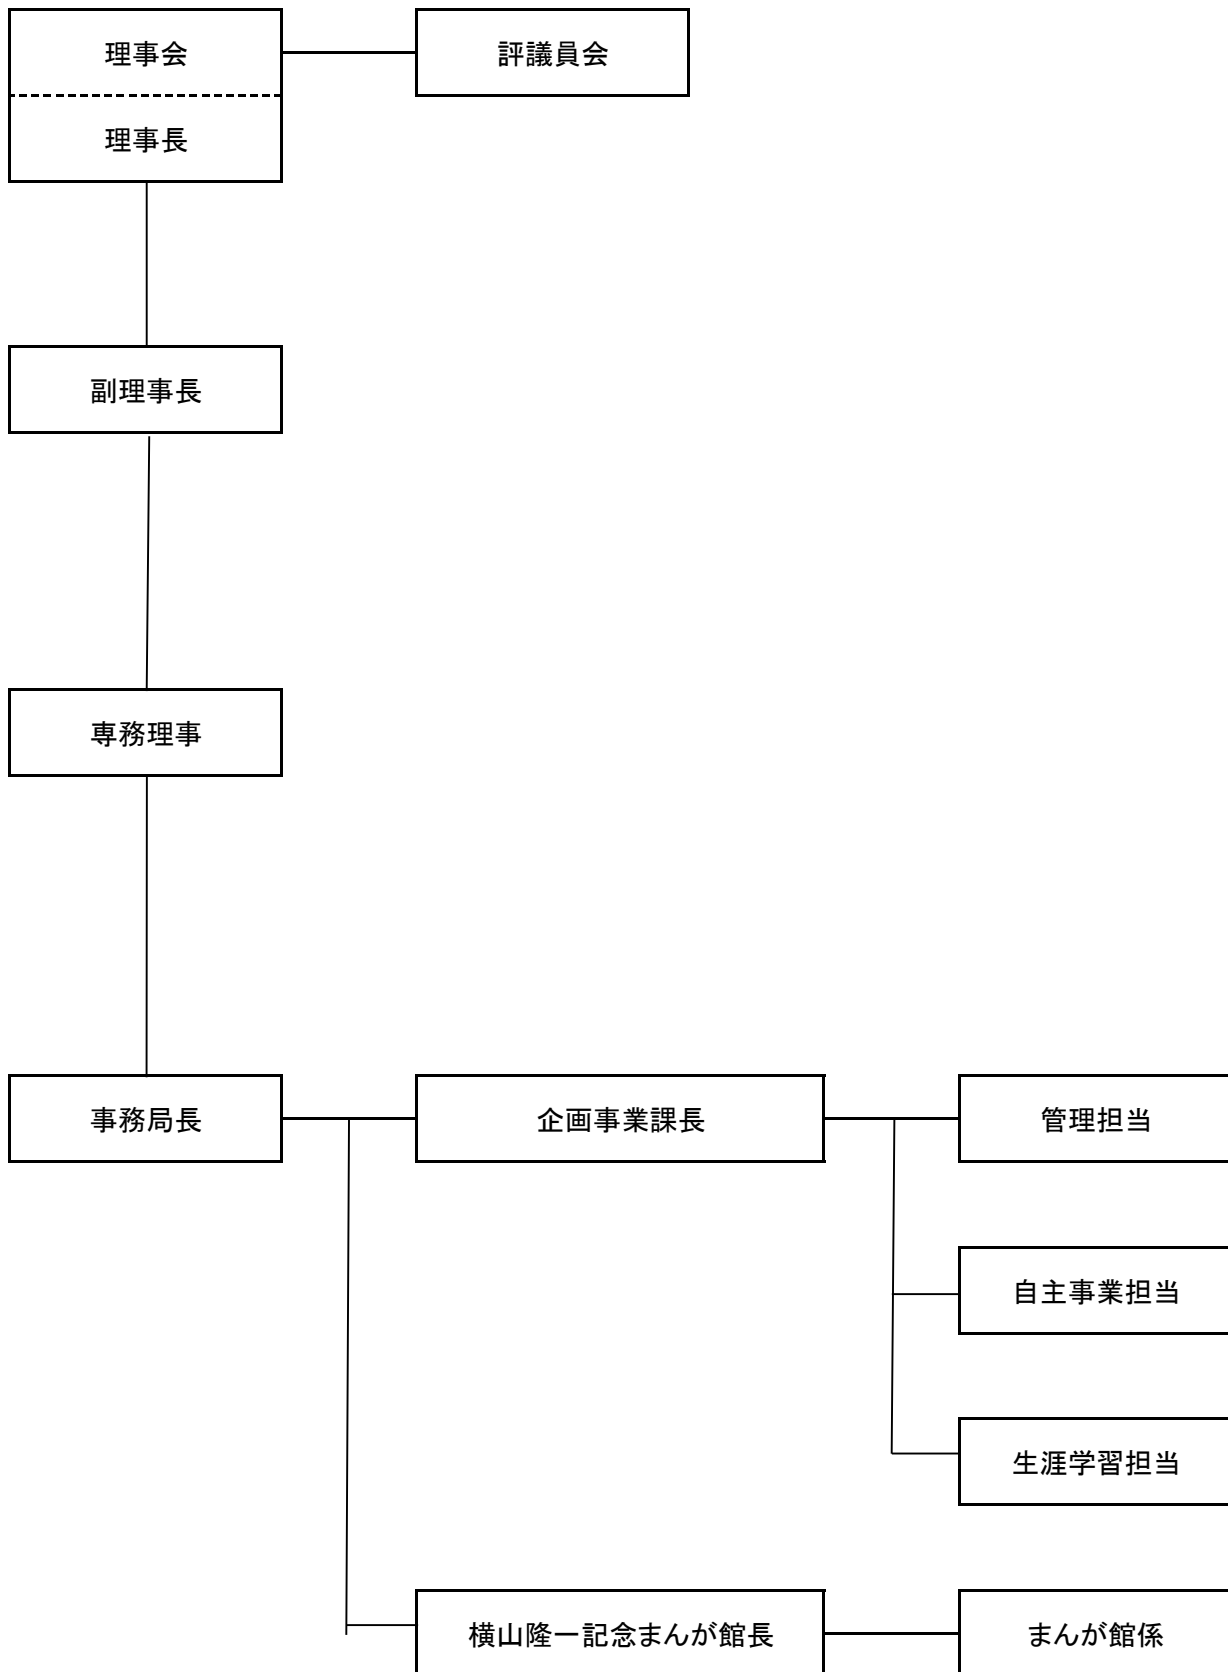 理事会
評議員会
理事長
副理事長
専務理事
事務局長
企画事業課長
管理担当
自主事業担当
生涯学習担当
横山隆一記念まんが館長
まんが館係